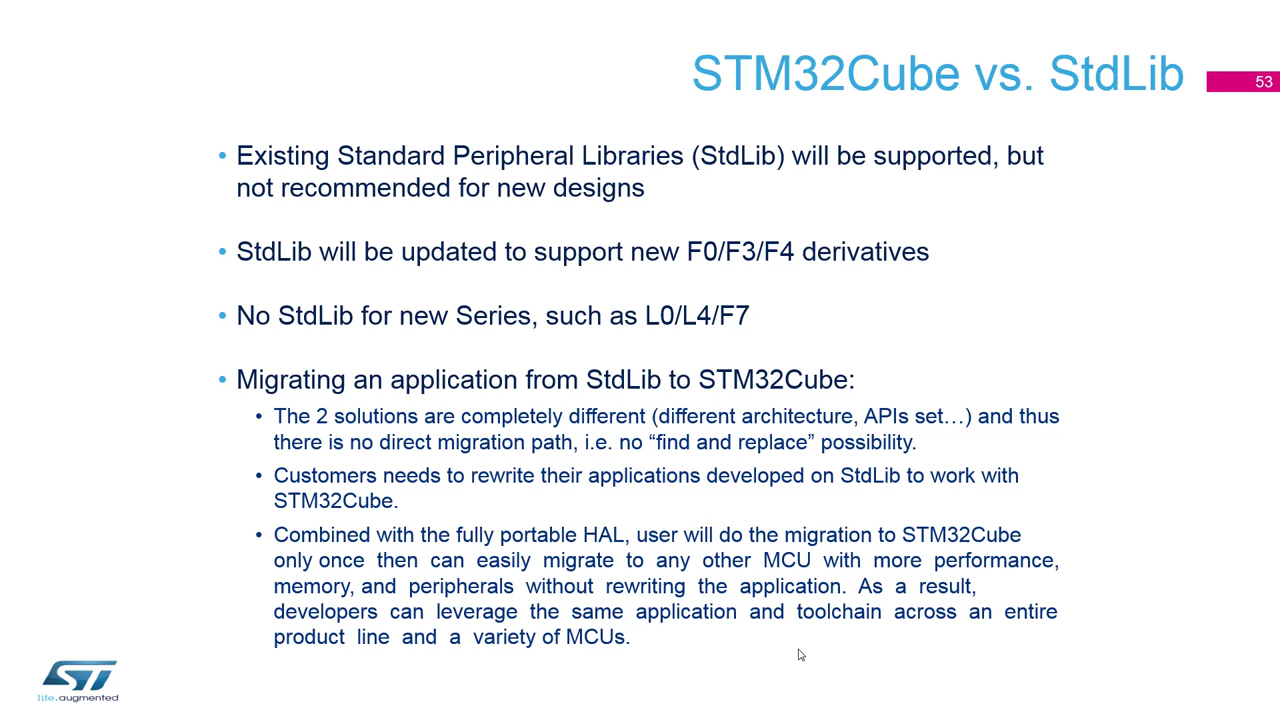 STM32Cube vs. StdLib
53
• Existing Standard Peripheral Libraries (StdLib) will be supported, but
not recommended for new designs
• StdLib will be updated to support new F0/F3/F4 derivatives
• No StdLib for new Series, such as L0/L4/F7
• Migrating an application from StdLib to STM32Cube:
• The 2 solutions are completely different (different architecture, APIs set…) and thus
there is no direct migration path, i.e. no “find and replace” possibility.
• Customers needs to rewrite their applications developed on StdLib to work with
STM32Cube.
• Combined with the fully portable HAL, user will do the migration to STM32Cube
only once then can easily migrate to any other MCU with more performance,
memory, and peripherals without rewriting the application. As a result,
developers can leverage the same application and toolchain across an entire
product line and a variety of MCUs.
ST
life.augmented